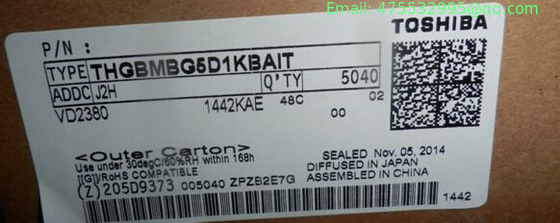 Email: 475532995@qq.com
TOSHIBA
P/N :
TYPE THGBMBG5D1KBAIT
ADDC J2H Q'TY 5040
VD2380 1442KAE 48C 00 02
<Outer Carton>
Use under 30degC/60%RH within 168h
[[G]]/RoHS COMPATIBLE
SEALED Nov, 05, 2014
DIFFUSED IN JAPAN
ASSEMBLED IN CHINA
(Z)205D9373 005040 ZPZB2E7G
1442